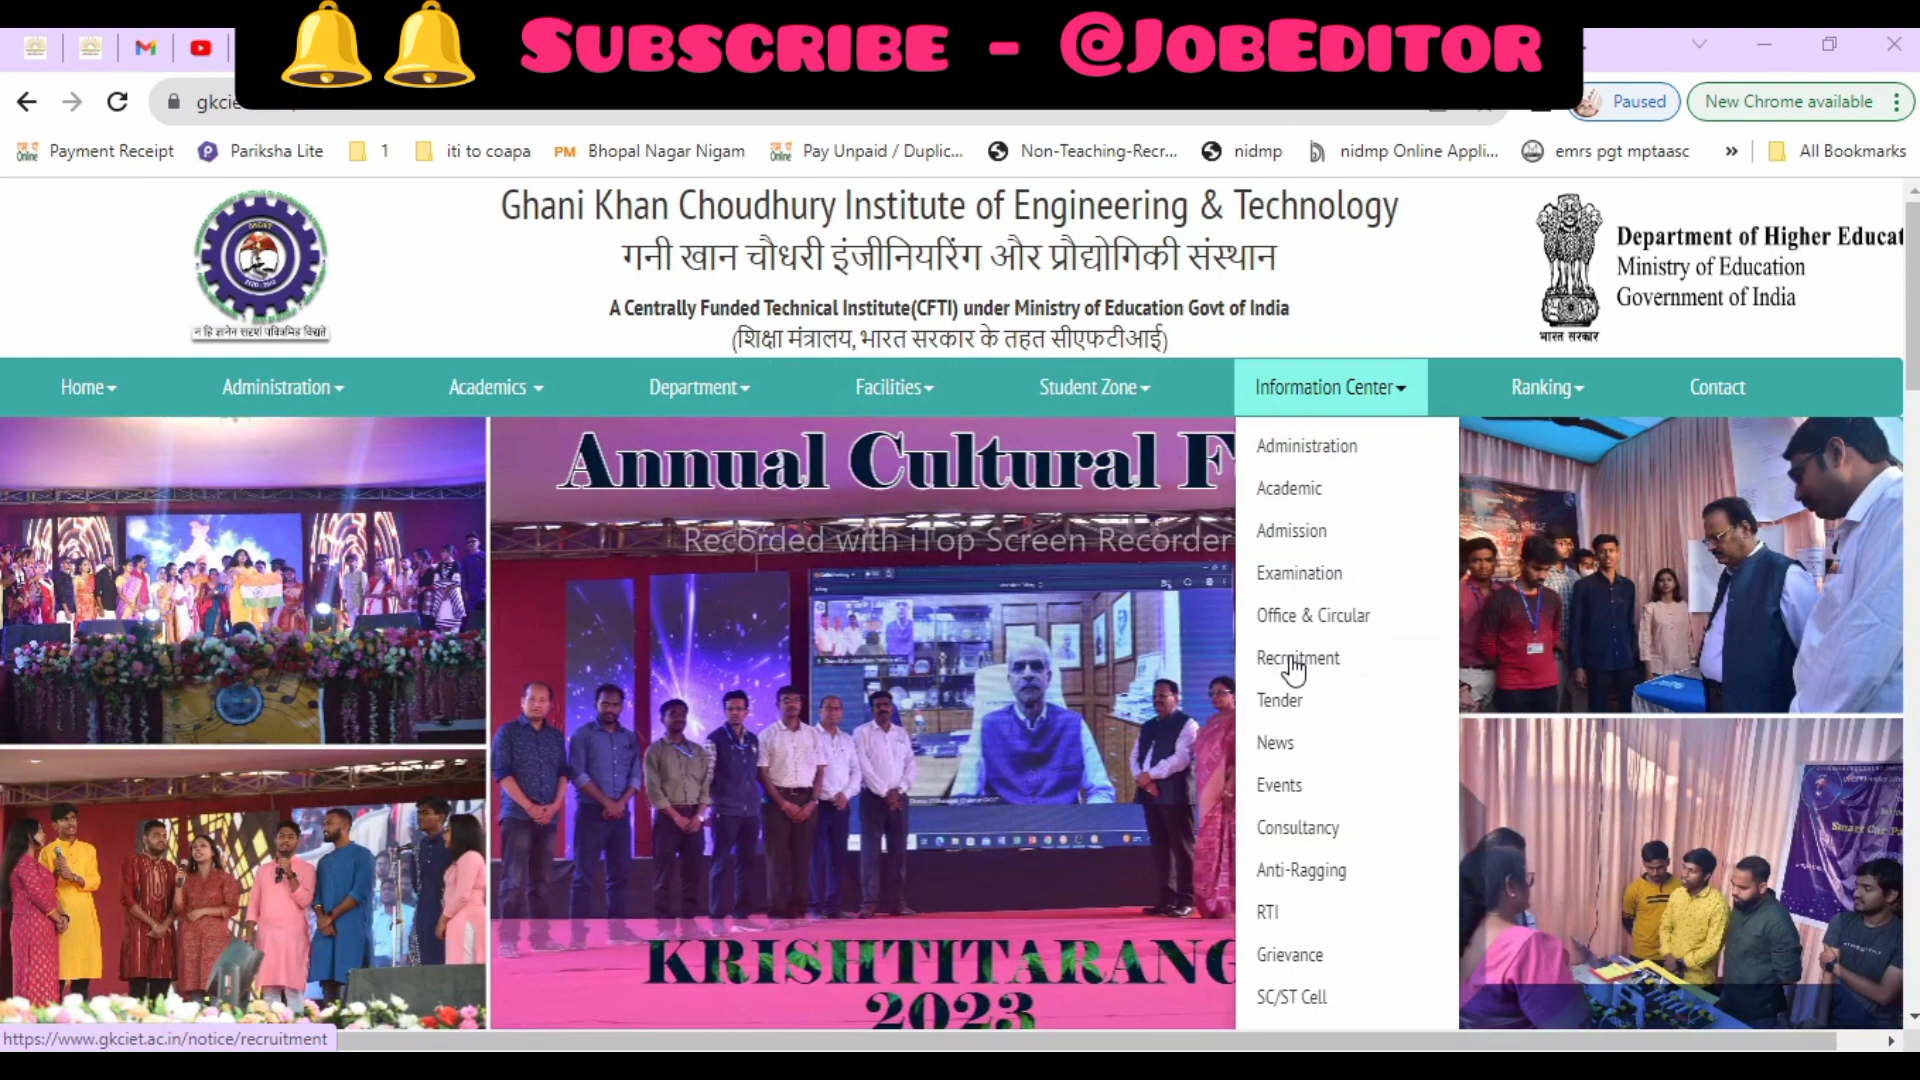 Subscribe - @JobEditor
gkcie
Paused
New Chrome available
Payment Receipt
Pariksha Lite
1
iti to coapa
PM Bhopal Nagar Nigam
Pay Unpaid / Duplic...
Non-Teaching-Recr...
nidmp
nidmp Online Appli...
emrs pgt mptaasc
»
All Bookmarks
Ghani Khan Choudhury Institute of Engineering & Technology
गनी खान चौधरी इंजीनियरिंग और प्रौद्योगिकी संस्थान
A Centrally Funded Technical Institute(CFTI) under Ministry of Education Govt of India
(शिक्षा मंत्रालय, भारत सरकार के तहत सीएफटीआई)
Department of Higher Educat
Ministry of Education
Government of India
भारत सरकार
Home
Administration
Academics
Department
Facilities
Student Zone
Information Center
Ranking
Contact
Annual Cultural F
Recorded with iTop Screen Recorder
Administration
Academic
Admission
Examination
Office & Circular
Recruitment
Tender
News
Events
Consultancy
Anti-Ragging
RTI
Grievance
SC/ST Cell
KRISHTITARANG
2023
Smart Car Pa
https://www.gkciet.ac.in/notice/recruitment